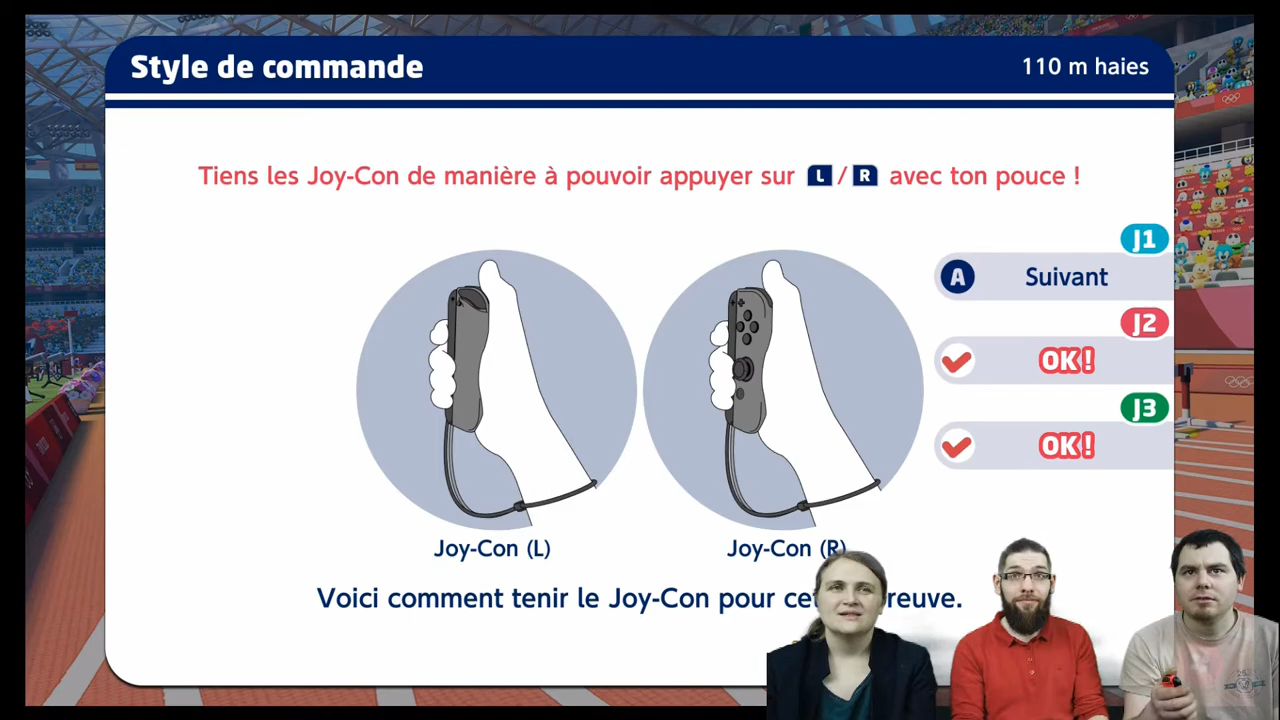 Style de commande
110 m haies
Tiens les Joy-Con de manière à pouvoir appuyer sur L / R avec ton pouce !
J1
A Suivant
J2
OK!
J3
OK!
Joy-Con (L)
Joy-Con (R)
Voici comment tenir le Joy-Con pour cet reuve.